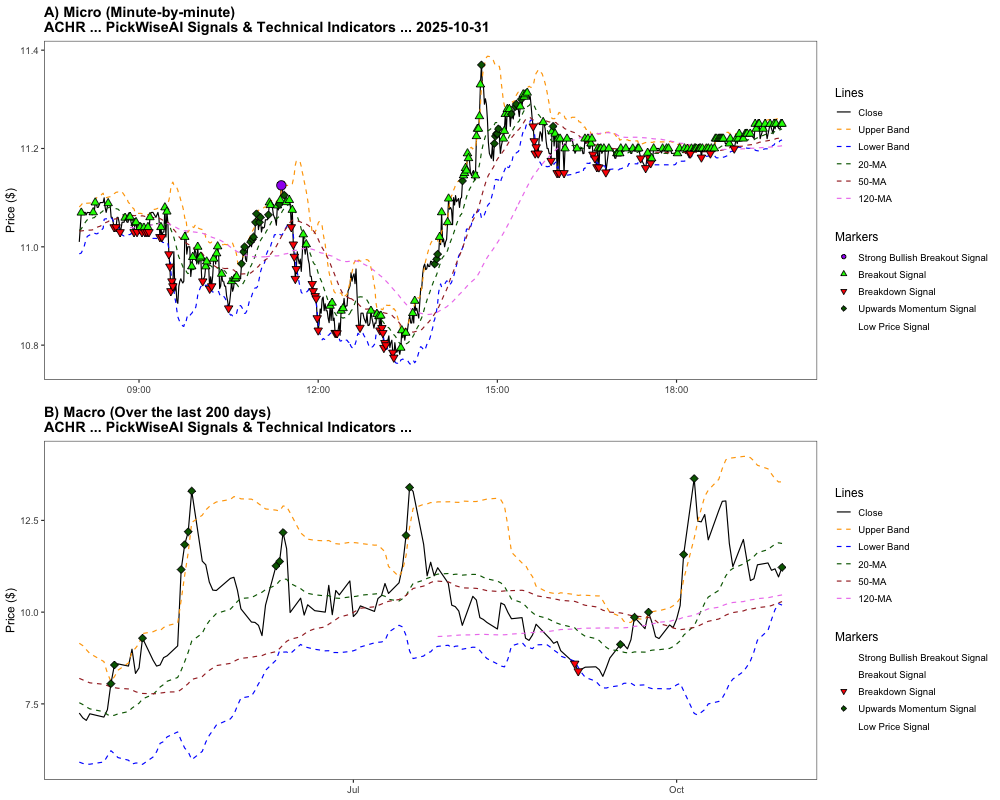 A) Micro (Minute-by-minute)
ACHR ... PickWiseAI Signals & Technical Indicators ... 2025-10-31
11.4
11.2
11.0
10.8
Price ($)
09:00
12:00
15:00
18:00
Lines
Close
Upper Band
Lower Band
20-MA
50-MA
120-MA
Markers
Strong Bullish Breakout Signal
Breakout Signal
Breakdown Signal
Upwards Momentum Signal
Low Price Signal
B) Macro (Over the last 200 days)
ACHR ... PickWiseAI Signals & Technical Indicators ...
12.5
10.0
7.5
Price ($)
Jul
Oct
Lines
Close
Upper Band
Lower Band
20-MA
50-MA
120-MA
Markers
Strong Bullish Breakout Signal
Breakout Signal
Breakdown Signal
Upwards Momentum Signal
Low Price Signal